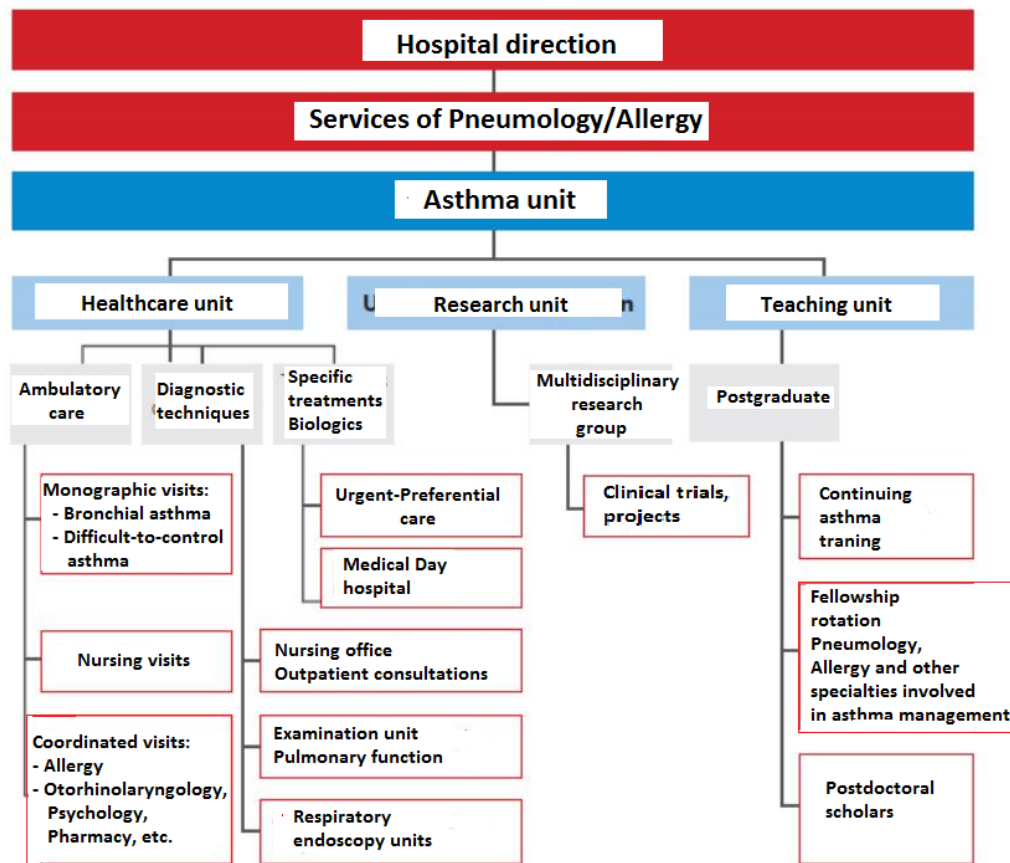 Hospital direction
Services of Pneumology/Allergy
Asthma unit
Healthcare unit
Research unit
Teaching unit
Ambulatory
care
Diagnostic
techniques
Specific
treatments
Biologics
Multidisciplinary
research
group
Postgraduate
Monographic visits:
- Bronchial asthma
- Difficult-to-control
asthma
Nursing visits
Coordinated visits:
- Allergy
- Otorhinolaryngology,
Psychology,
Pharmacy, etc.
Urgent-Preferential
care
Medical Day
hospital
Nursing office
Outpatient consultations
Examination unit
Pulmonary function
Respiratory
endoscopy units
Clinical trials,
projects
Continuing
asthma
traning
Fellowship
rotation
Pneumology,
Allergy and other
specialties involved
in asthma management
Postdoctoral
scholars